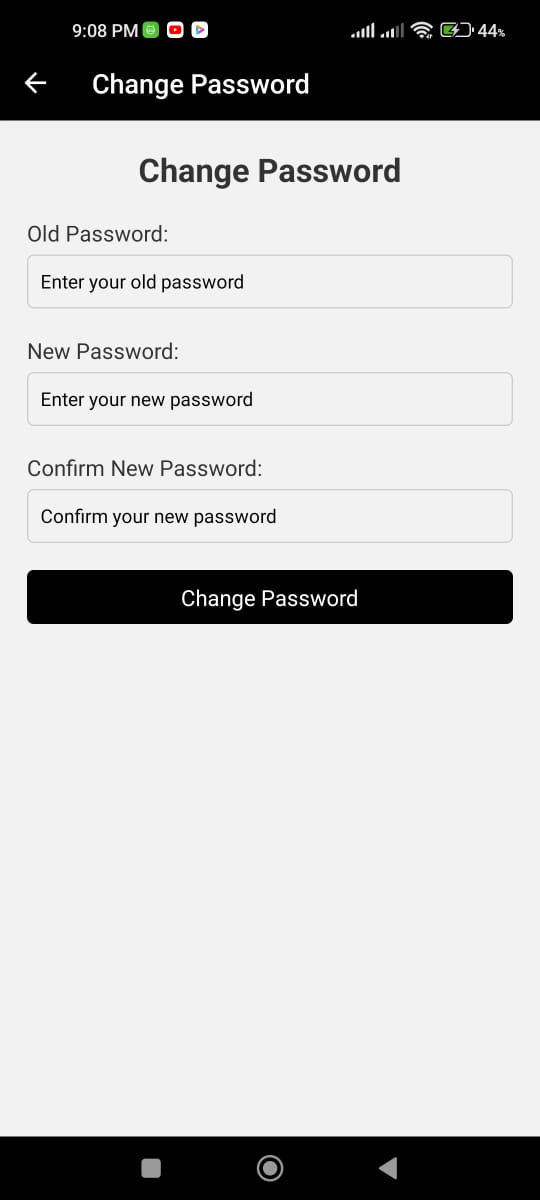 9:08 PM 44%
Change Password
Change Password
Old Password:
Enter your old password
New Password:
Enter your new password
Confirm New Password:
Confirm your new password
Change Password